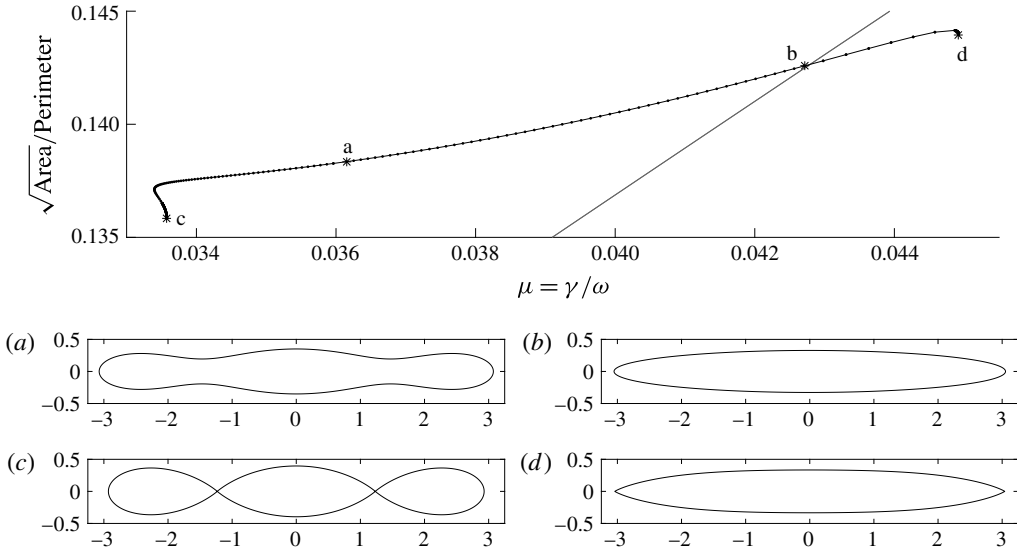 0.145
0.140
0.135
√Area/Perimeter
a
b
c
d
0.034 0.036 0.038 0.040 0.042 0.044
μ = γ/ω
(a)
0.5
0
−0.5
−3 −2 −1 0 1 2 3
(b)
0.5
0
−0.5
−3 −2 −1 0 1 2 3
(c)
0.5
0
−0.5
−3 −2 −1 0 1 2 3
(d)
0.5
0
−0.5
−3 −2 −1 0 1 2 3